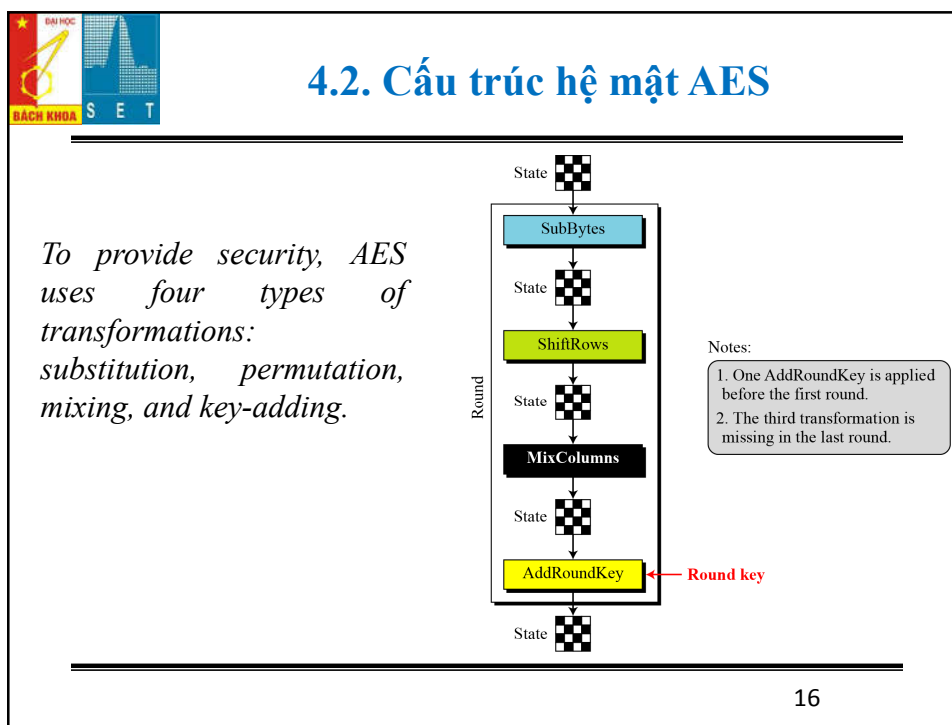 ĐẠI HỌC
BÁCH KHOA
S E T
4.2. Cấu trúc hệ mật AES
To provide security, AES
uses four types of
transformations:
substitution, permutation,
mixing, and key-adding.
State
SubBytes
State
ShiftRows
State
MixColumns
State
AddRoundKey
Round key
State
Round
Notes:
1. One AddRoundKey is applied
before the first round.
2. The third transformation is
missing in the last round.
16